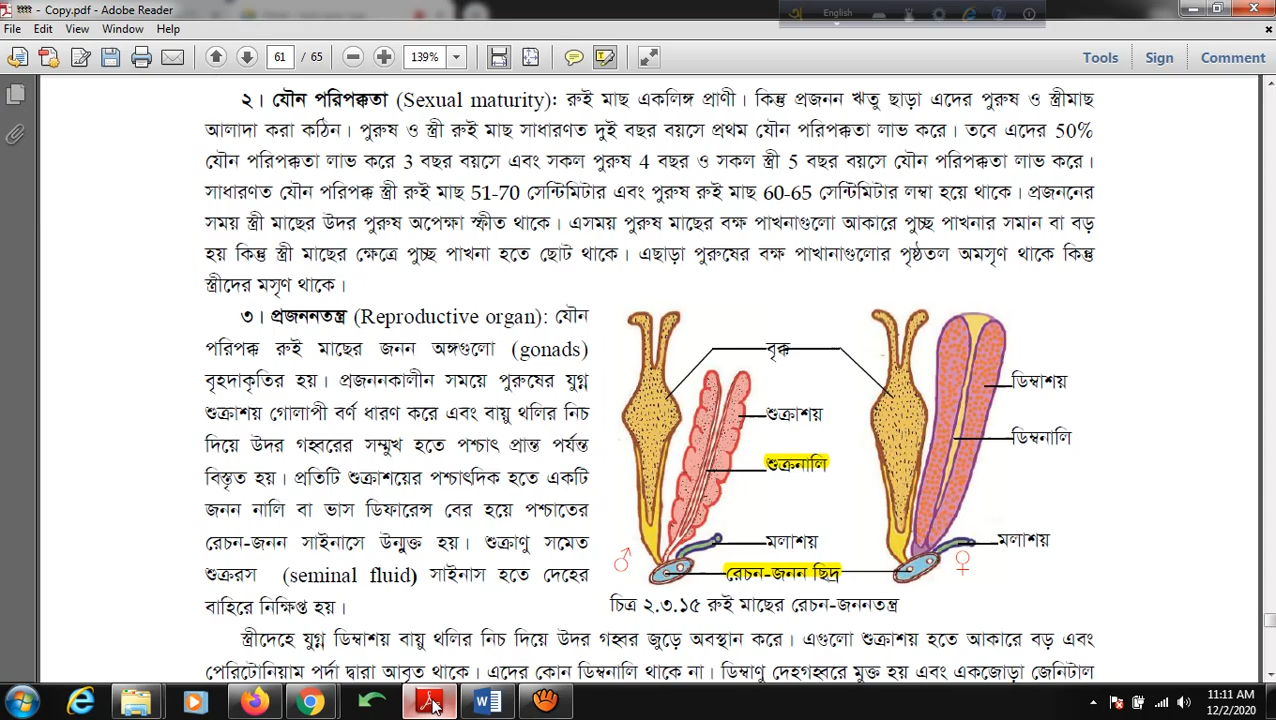 - Copy.pdf - Adobe Reader
English
File Edit View Window Help
61 / 65 139% Tools Sign Comment
২। যৌন পরিপক্কতা (Sexual maturity): রুই মাছ একলিঙ্গ প্রাণী। কিন্তু প্রজনন ঋতু ছাড়া এদের পুরুষ ও স্ত্রীমাছ
আলাদা করা কঠিন। পুরুষ ও স্ত্রী রুই মাছ সাধারণত দুই বছর বয়সে প্রথম যৌন পরিপক্কতা লাভ করে। তবে এদের 50%
যৌন পরিপক্কতা লাভ করে 3 বছর বয়সে এবং সকল পুরুষ 4 বছর ও সকল স্ত্রী 5 বছর বয়সে যৌন পরিপক্কতা লাভ করে।
সাধারণত যৌন পরিপক্ক স্ত্রী রুই মাছ 51-70 সেন্টিমিটার এবং পুরুষ রুই মাছ 60-65 সেন্টিমিটার লম্বা হয়ে থাকে। প্রজননের
সময় স্ত্রী মাছের উদর পুরুষ অপেক্ষা স্ফীত থাকে। এসময় পুরুষ মাছের বক্ষ পাখনাগুলো আকারে পুচ্ছ পাখনার সমান বা বড়
হয় কিন্তু স্ত্রী মাছের ক্ষেত্রে পুচ্ছ পাখনা হতে ছোট থাকে। এছাড়া পুরুষের বক্ষ পাখানাগুলোর পৃষ্ঠতল অমসৃণ থাকে কিন্তু
স্ত্রীদের মসৃণ থাকে।
৩। প্রজননতন্ত্র (Reproductive organ): যৌন
পরিপক্ক রুই মাছের জনন অঙ্গগুলো (gonads)
বৃহদাকৃতির হয়। প্রজননকালীন সময়ে পুরুষের যুগ্ন
শুক্রাশয় গোলাপী বর্ণ ধারণ করে এবং বায়ু থলির নিচ
দিয়ে উদর গহ্বরের সম্মুখ হতে পশ্চাৎ প্রান্ত পর্যন্ত
বিস্তৃত হয়। প্রতিটি শুক্রাশয়ের পশ্চাৎদিক হতে একটি
জনন নালি বা ভাস ডিফারেন্স বের হয়ে পশ্চাতের
রেচন-জনন সাইনাসে উন্মুক্ত হয়। শুক্রাণু সমেত
শুক্ররস (seminal fluid) সাইনাস হতে দেহের
বাহিরে নিক্ষিপ্ত হয়।
বৃক্ক
শুক্রাশয়
শুক্রনালি
মলাশয়
রেচন-জনন ছিদ্র
ডিম্বাশয়
ডিম্বনালি
মলাশয়
♂
♀
চিত্র ২.৩.১৫ রুই মাছের রেচন-জননতন্ত্র
স্ত্রীদেহে যুগ্ন ডিম্বাশয় বায়ু থলির নিচ দিয়ে উদর গহ্বর জুড়ে অবস্থান করে। এগুলো শুক্রাশয় হতে আকারে বড় এবং
পেরিটোনিয়াম পর্দা দ্বারা আবৃত থাকে। এদের কোন ডিম্বনালি থাকে না। ডিম্বাণু দেহগহ্বরে মুক্ত হয় এবং একজোড়া জেনিটাল
11:11 AM
12/2/2020